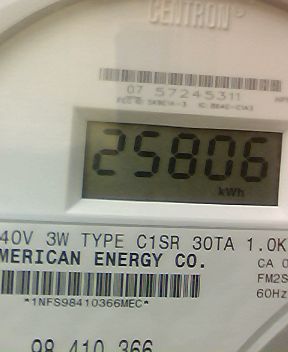 CENTRON®
07 57245311
25806
kWh
40V 3W TYPE C1SR 30TA 1.0K
MERICAN ENERGY CO.
CA 0
FM2S
60Hz
*1NFS98410366MEC*
98 410 366